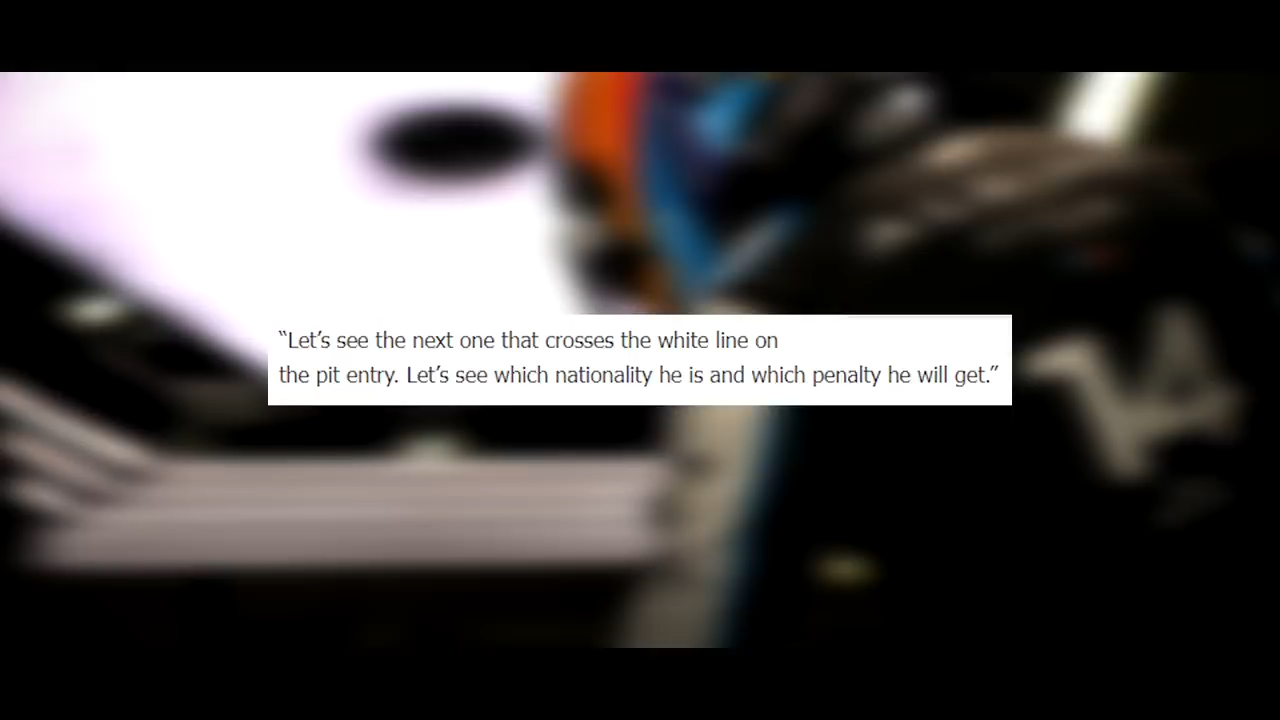 “Let’s see the next one that crosses the white line on
the pit entry. Let’s see which nationality he is and which penalty he will get.”